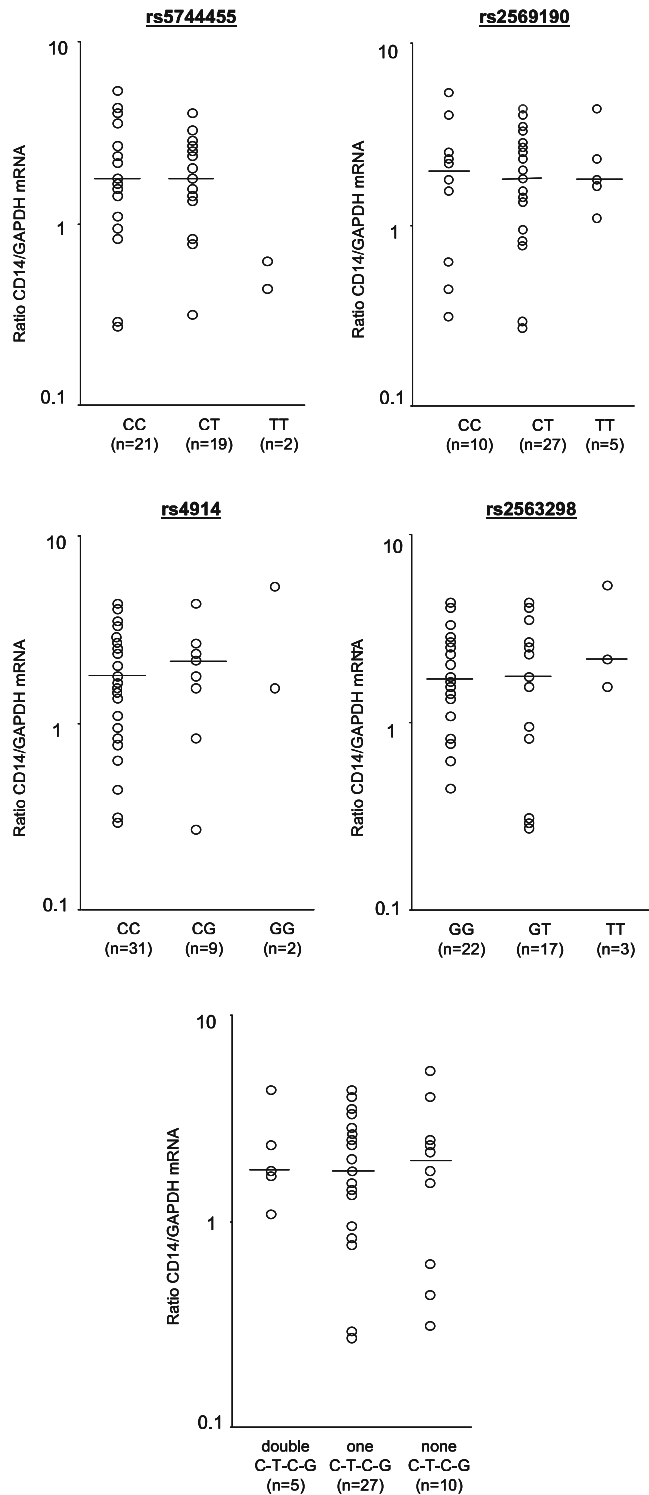 rs5744455
10
1
0.1
Ratio CD14/GAPDH mRNA
CC CT TT
(n=21) (n=19) (n=2)
rs2569190
10
1
0.1
Ratio CD14/GAPDH mRNA
CC CT TT
(n=10) (n=27) (n=5)
rs4914
10
1
0.1
Ratio CD14/GAPDH mRNA
CC CG GG
(n=31) (n=9) (n=2)
rs2563298
10
1
0.1
Ratio CD14/GAPDH mRNA
GG GT TT
(n=22) (n=17) (n=3)
10
1
0.1
Ratio CD14/GAPDH mRNA
double one none
C-T-C-G C-T-C-G C-T-C-G
(n=5) (n=27) (n=10)